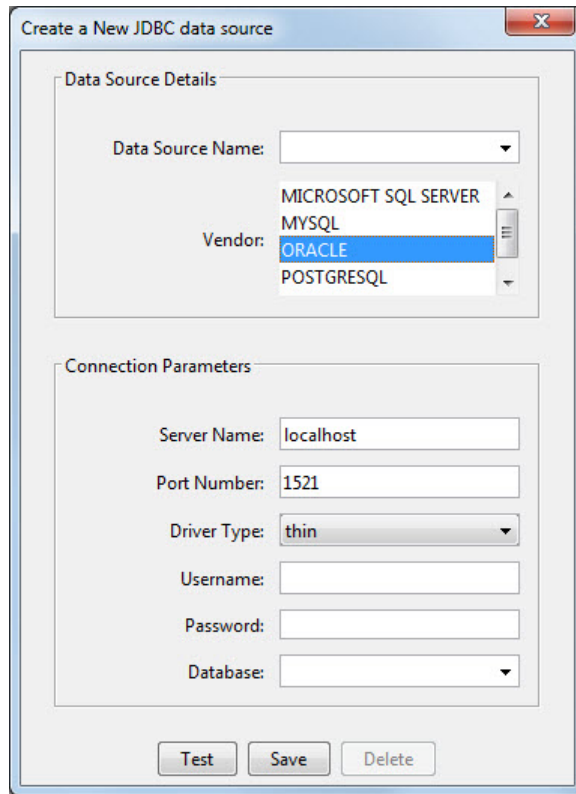 Create a New JDBC data source
Data Source Details
Data Source Name:
Vendor:
MICROSOFT SQL SERVER
MYSQL
ORACLE
POSTGRESQL
Connection Parameters
Server Name: localhost
Port Number: 1521
Driver Type: thin
Username:
Password:
Database:
Test Save Delete